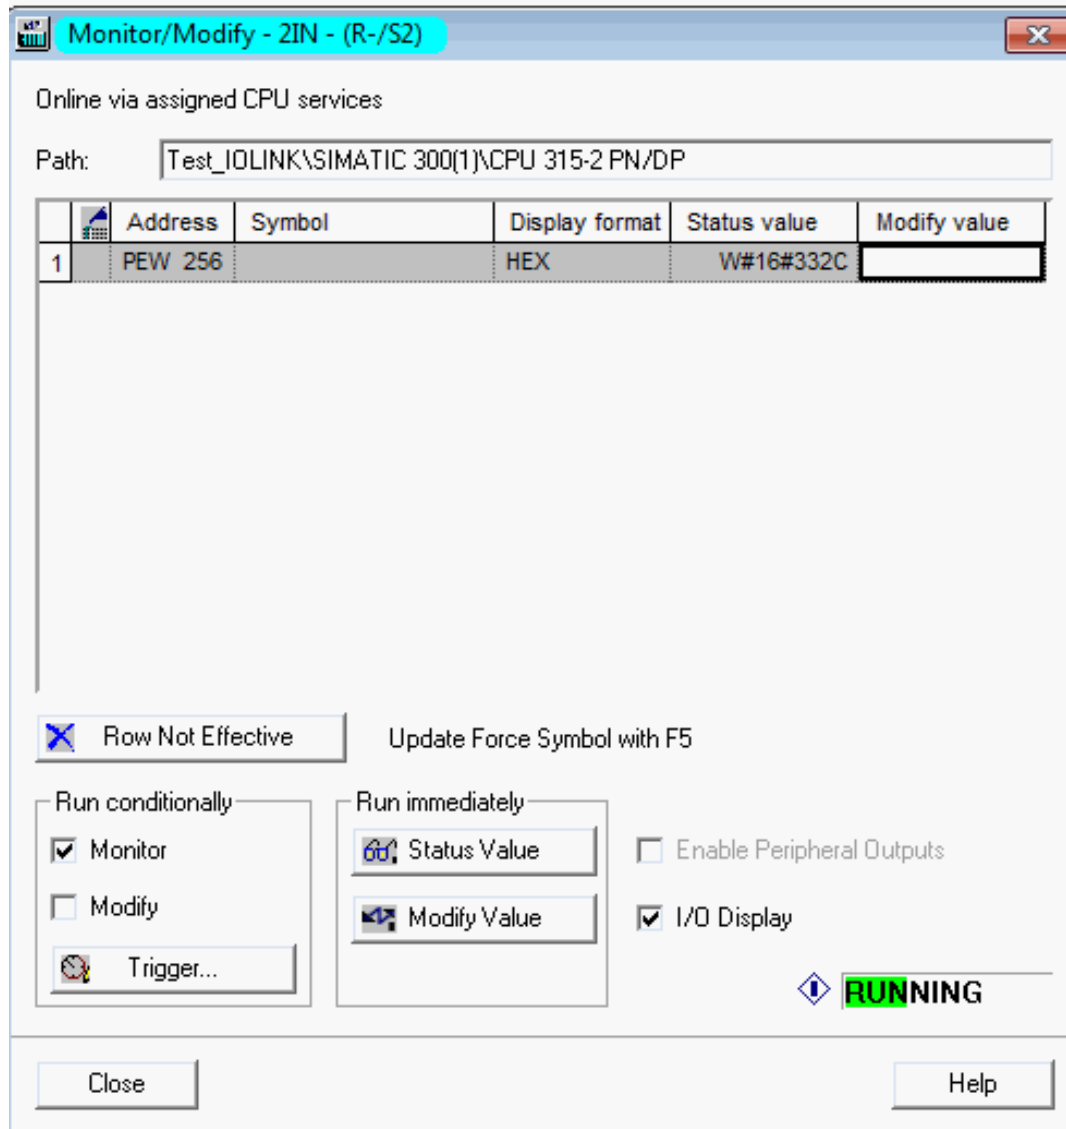 Monitor/Modify - 2IN - (R-/S2)
Online via assigned CPU services
Path: Test_IOLINK\SIMATIC 300(1)\CPU 315-2 PN/DP
Address Symbol Display format Status value Modify value
1 PEW 256 HEX W#16#332C
Row Not Effective Update Force Symbol with F5
Run conditionally Run immediately
Monitor Status Value Enable Peripheral Outputs
Modify Modify Value I/O Display
Trigger...
RUNNING
Close Help